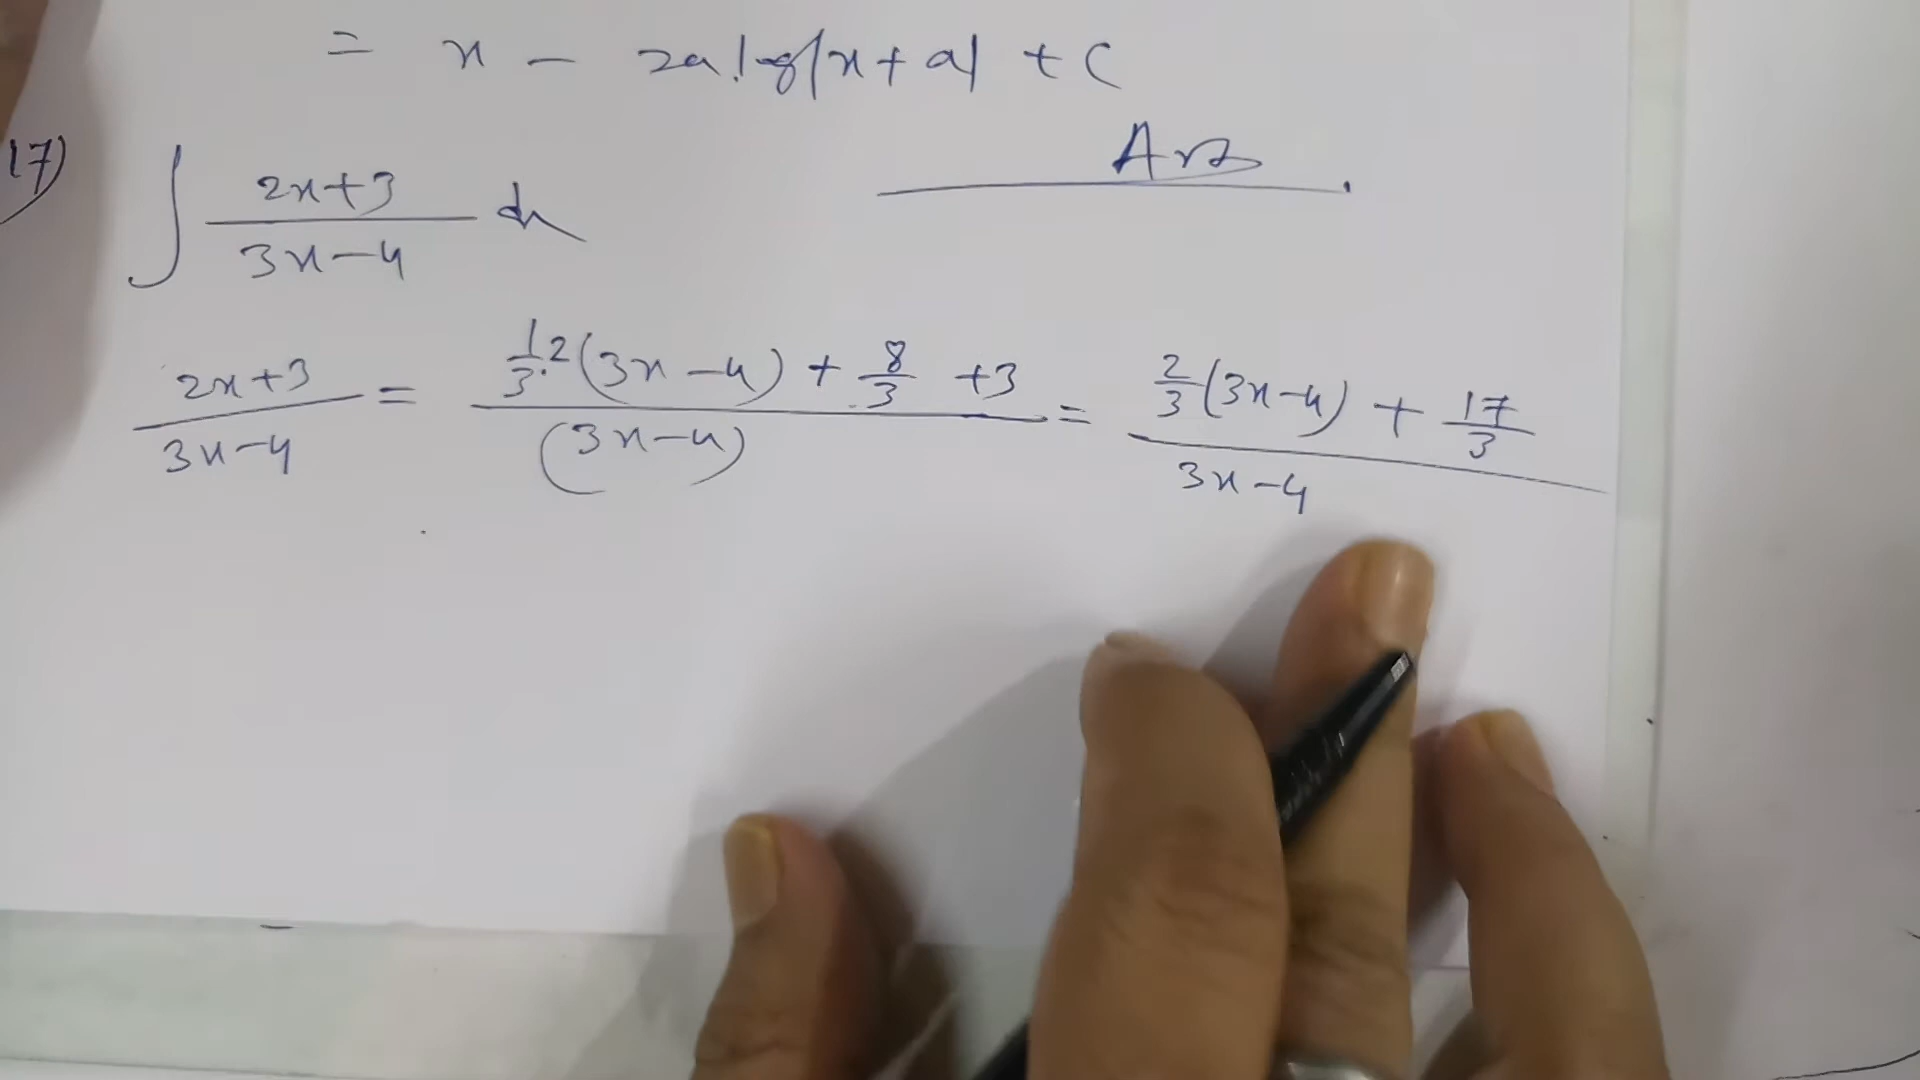 = x - 2a log|x+a| + C
Ans.
17) ∫ (2x+3)/(3x-4) dx
(2x+3)/(3x-4) = (1/3·2(3x-4) + 8/3 + 3)/(3x-4) = (2/3(3x-4) + 17/3)/(3x-4)